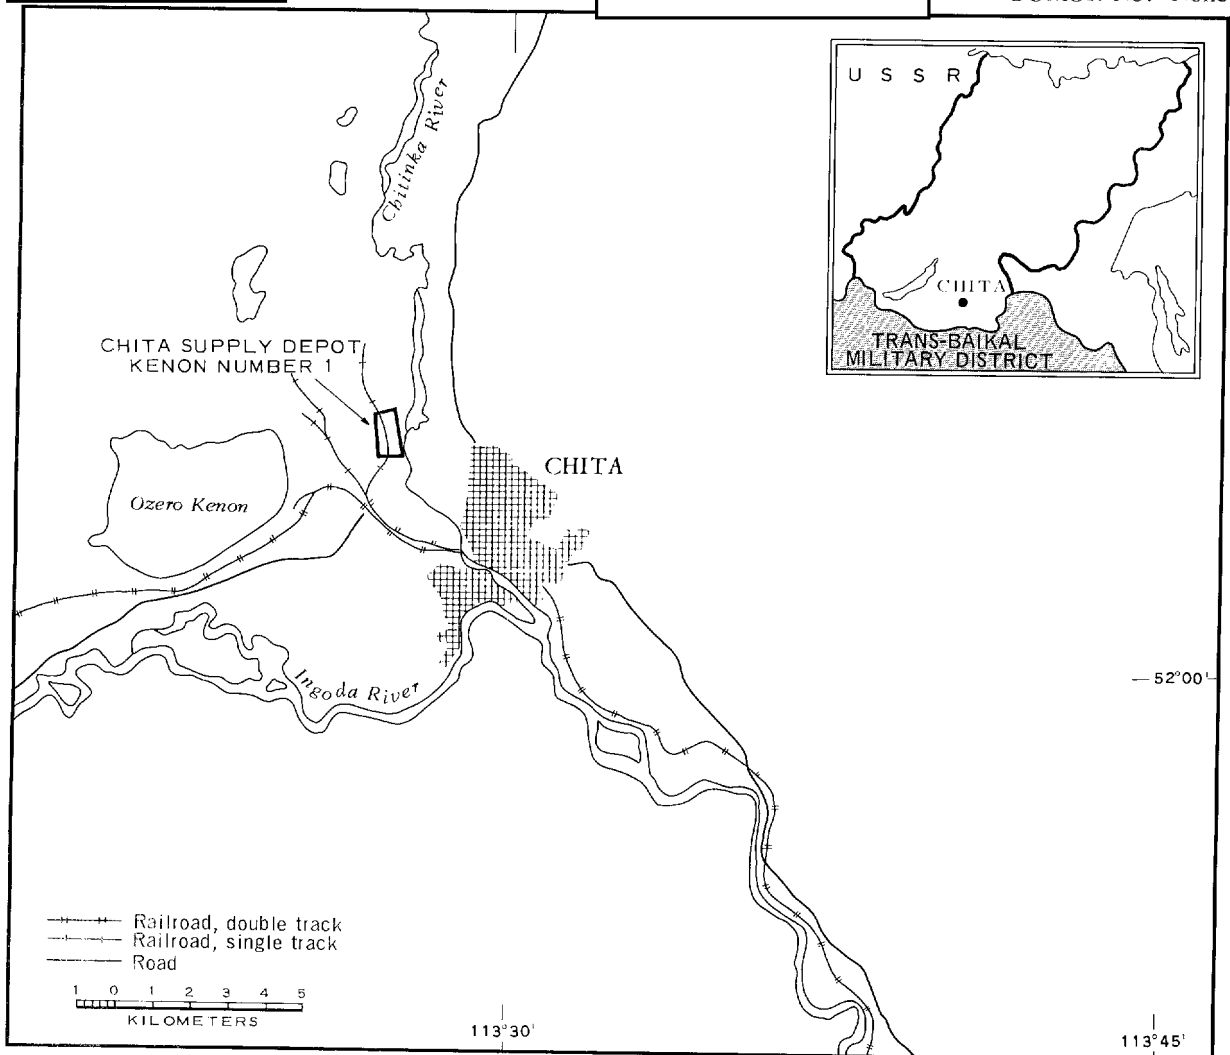 USSR
CHITA
TRANS-BAIKAL
MILITARY DISTRICT
Chitinka River
CHITA SUPPLY DEPOT
KENON NUMBER 1
CHITA
Ozero Kenon
Ingoda River
52°00'
Railroad, double track
Railroad, single track
Road
1 0 1 2 3 4 5
KILOMETERS
113°30'
113°45'